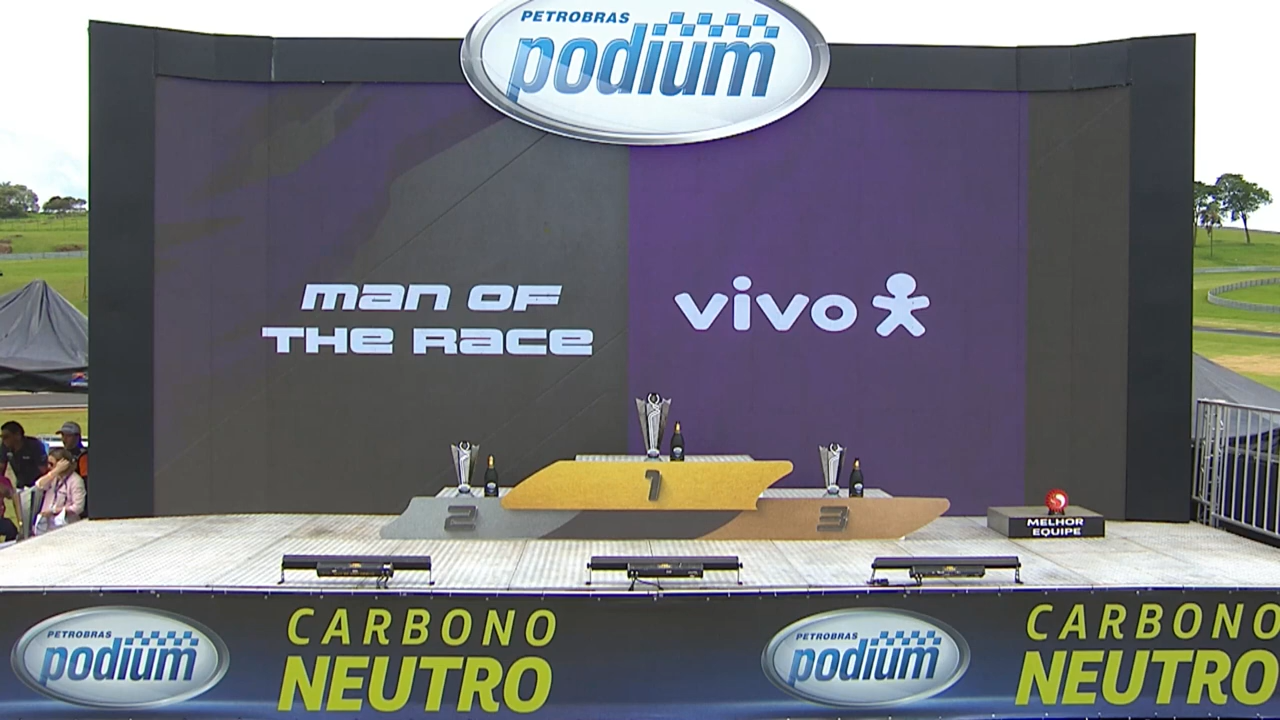 PETROBRAS
podium
man OF
THE Race
vivo
1
2
3
MELHOR
EQUIPE
PETROBRAS
podium
CARBONO
NEUTRO
PETROBRAS
podium
CARBONO
NEUTRO